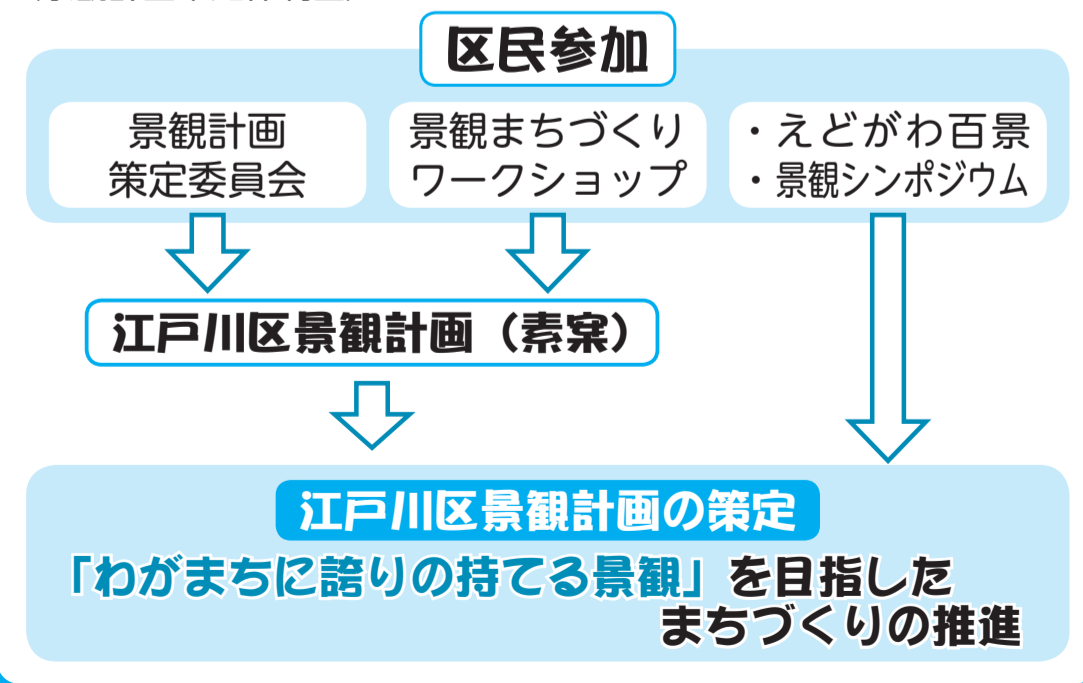 区民参加
景観計画
策定委員会
景観まちづくり
ワークショップ
・えどがわ百景
・景観シンポジウム
江戸川区景観計画（素案）
江戸川区景観計画の策定
「わがまちに誇りの持てる景観」を目指した
まちづくりの推進